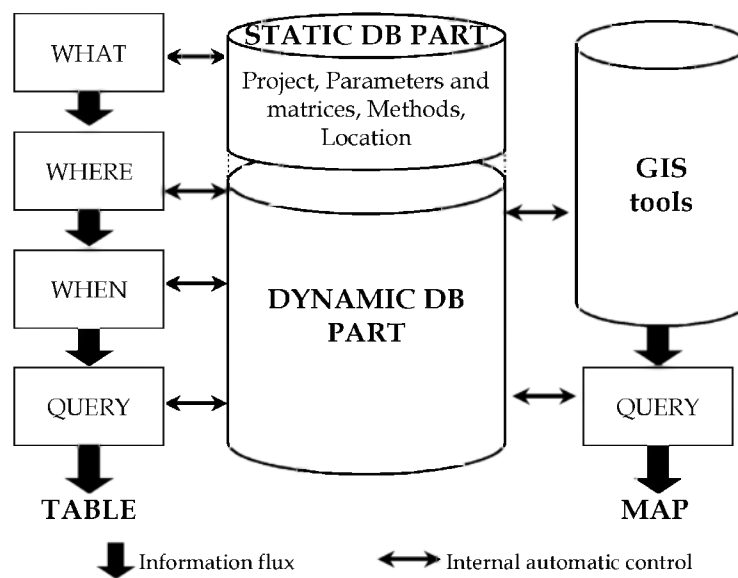 WHAT
WHERE
WHEN
QUERY
TABLE
STATIC DB PART
Project, Parameters and
matrices, Methods,
Location
DYNAMIC DB
PART
GIS
tools
QUERY
MAP
Information flux
Internal automatic control